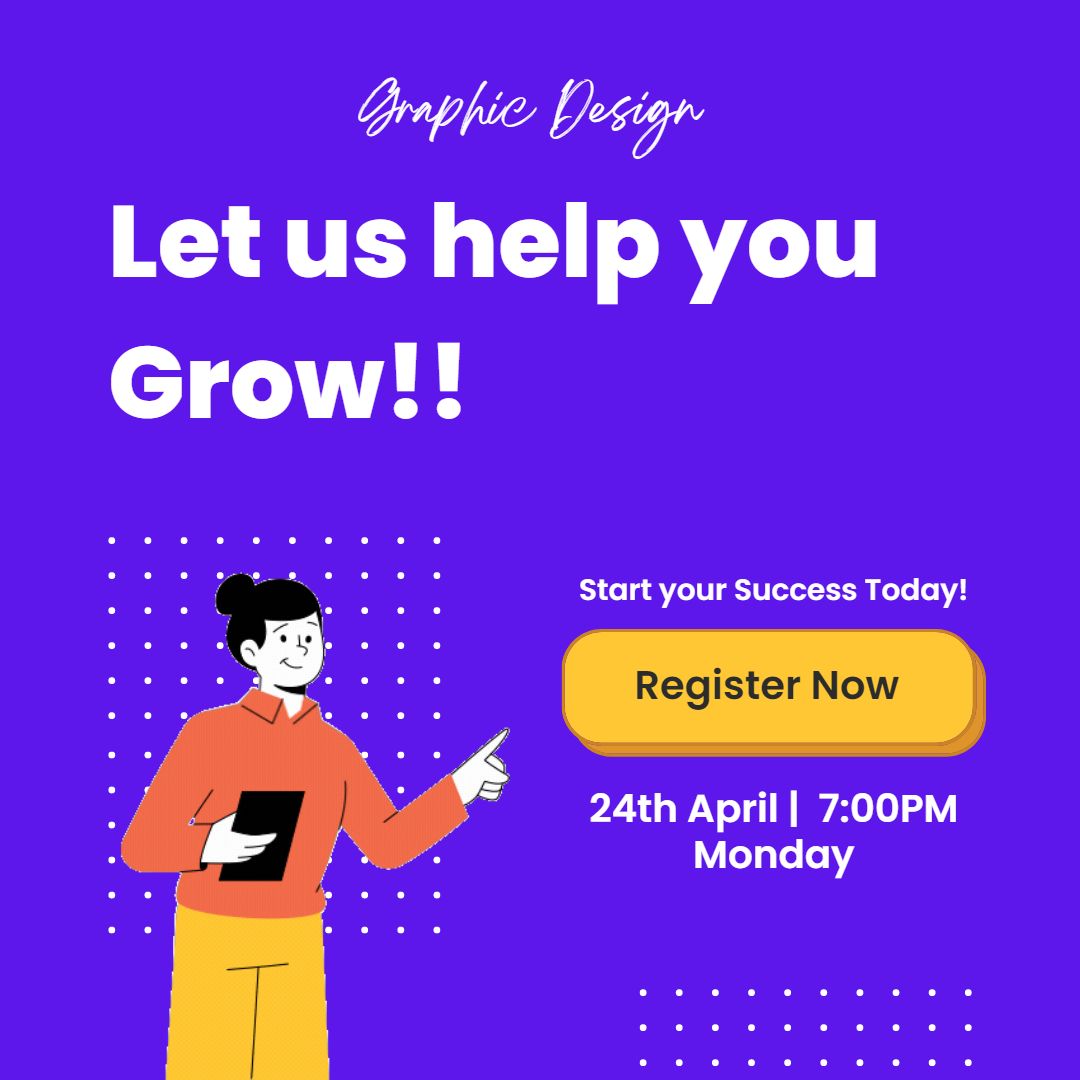 Graphic Design
Let us help you
Grow!!
Start your Success Today!
Register Now
24th April |  7:00PM
Monday